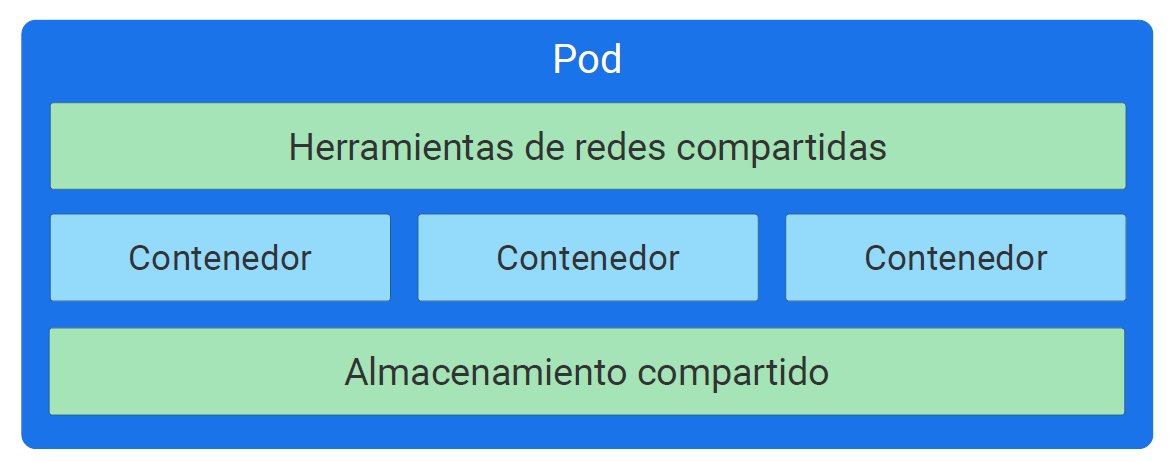 Pod
Herramientas de redes compartidas
Contenedor
Contenedor
Contenedor
Almacenamiento compartido